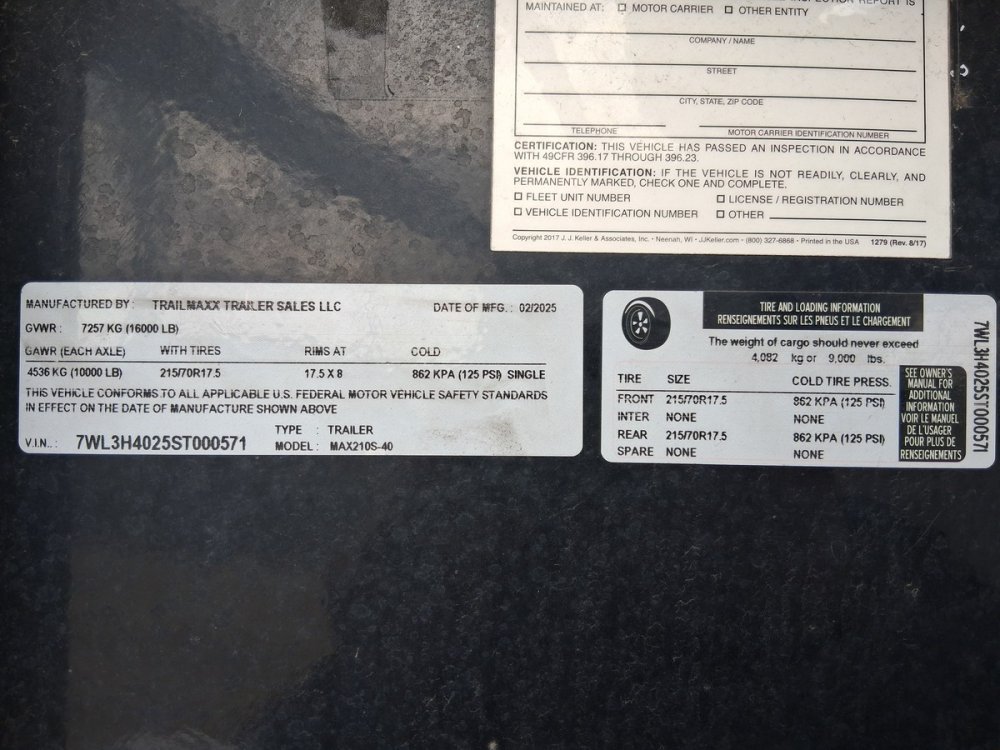 INSPECTION REPORT IS
MAINTAINED AT: ☐ MOTOR CARRIER ☐ OTHER ENTITY
COMPANY / NAME
STREET
CITY, STATE, ZIP CODE
TELEPHONE MOTOR CARRIER IDENTIFICATION NUMBER
CERTIFICATION: THIS VEHICLE HAS PASSED AN INSPECTION IN ACCORDANCE
WITH 49CFR 396.17 THROUGH 396.23.
VEHICLE IDENTIFICATION: IF THE VEHICLE IS NOT READILY, CLEARLY, AND
PERMANENTLY MARKED, CHECK ONE AND COMPLETE.
☐ FLEET UNIT NUMBER ☐ LICENSE / REGISTRATION NUMBER
☐ VEHICLE IDENTIFICATION NUMBER ☐ OTHER
Copyright 2017 J. J. Keller & Associates, Inc. • Neenah, WI • JJKeller.com • (800) 327-6868 • Printed in the USA 1279 (Rev. 8/17)
MANUFACTURED BY : TRAILMAXX TRAILER SALES LLC DATE OF MFG. : 02/2025
GVWR : 7257 KG (16000 LB)
GAWR (EACH AXLE) WITH TIRES RIMS AT COLD
4536 KG (10000 LB) 215/70R17.5 17.5 X 8 862 KPA (125 PSI) SINGLE
THIS VEHICLE CONFORMS TO ALL APPLICABLE U.S. FEDERAL MOTOR VEHICLE SAFETY STANDARDS
IN EFFECT ON THE DATE OF MANUFACTURE SHOWN ABOVE
TYPE : TRAILER
V.I.N.. : 7WL3H4025ST000571 MODEL : MAX210S-40
TIRE AND LOADING INFORMATION
RENSEIGNEMENTS SUR LES PNEUS ET LE CHARGEMENT
The weight of cargo should never exceed
4,082 kg or 9,000 lbs.
TIRE SIZE COLD TIRE PRESS.
FRONT 215/70R17.5 862 KPA (125 PSI)
INTER NONE NONE
REAR 215/70R17.5 862 KPA (125 PSI)
SPARE NONE NONE
SEE OWNER'S
MANUAL FOR
ADDITIONAL
INFORMATION
VOIR LE MANUEL
DE L'USAGER
POUR PLUS DE
RENSEIGNEMENTS
7WL3H4025ST000571